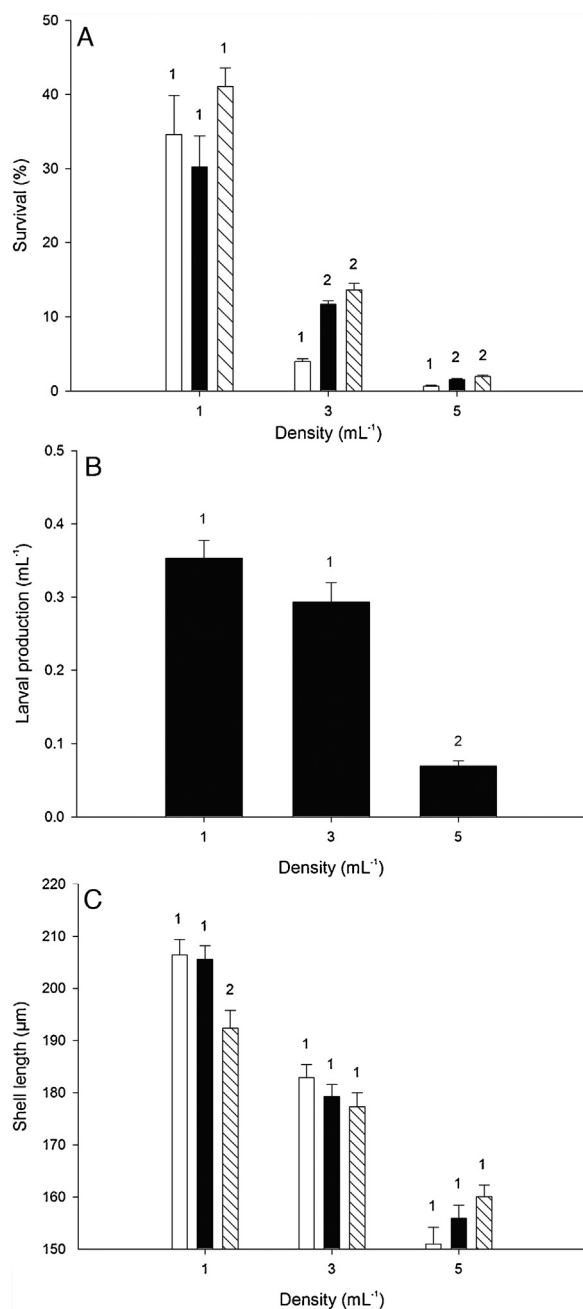 A
50
40
30
20
10
0
Survival (%)
1 1 1
1 2 2
1 2 2
1 3 5
Density (mL⁻¹)
B
0.5
0.4
0.3
0.2
0.1
0.0
Larval production (mL⁻¹)
1 1 2
1 3 5
Density (mL⁻¹)
C
220
210
200
190
180
170
160
150
Shell length (µm)
1 1 2
1 1 1
1 1 1
1 3 5
Density (mL⁻¹)